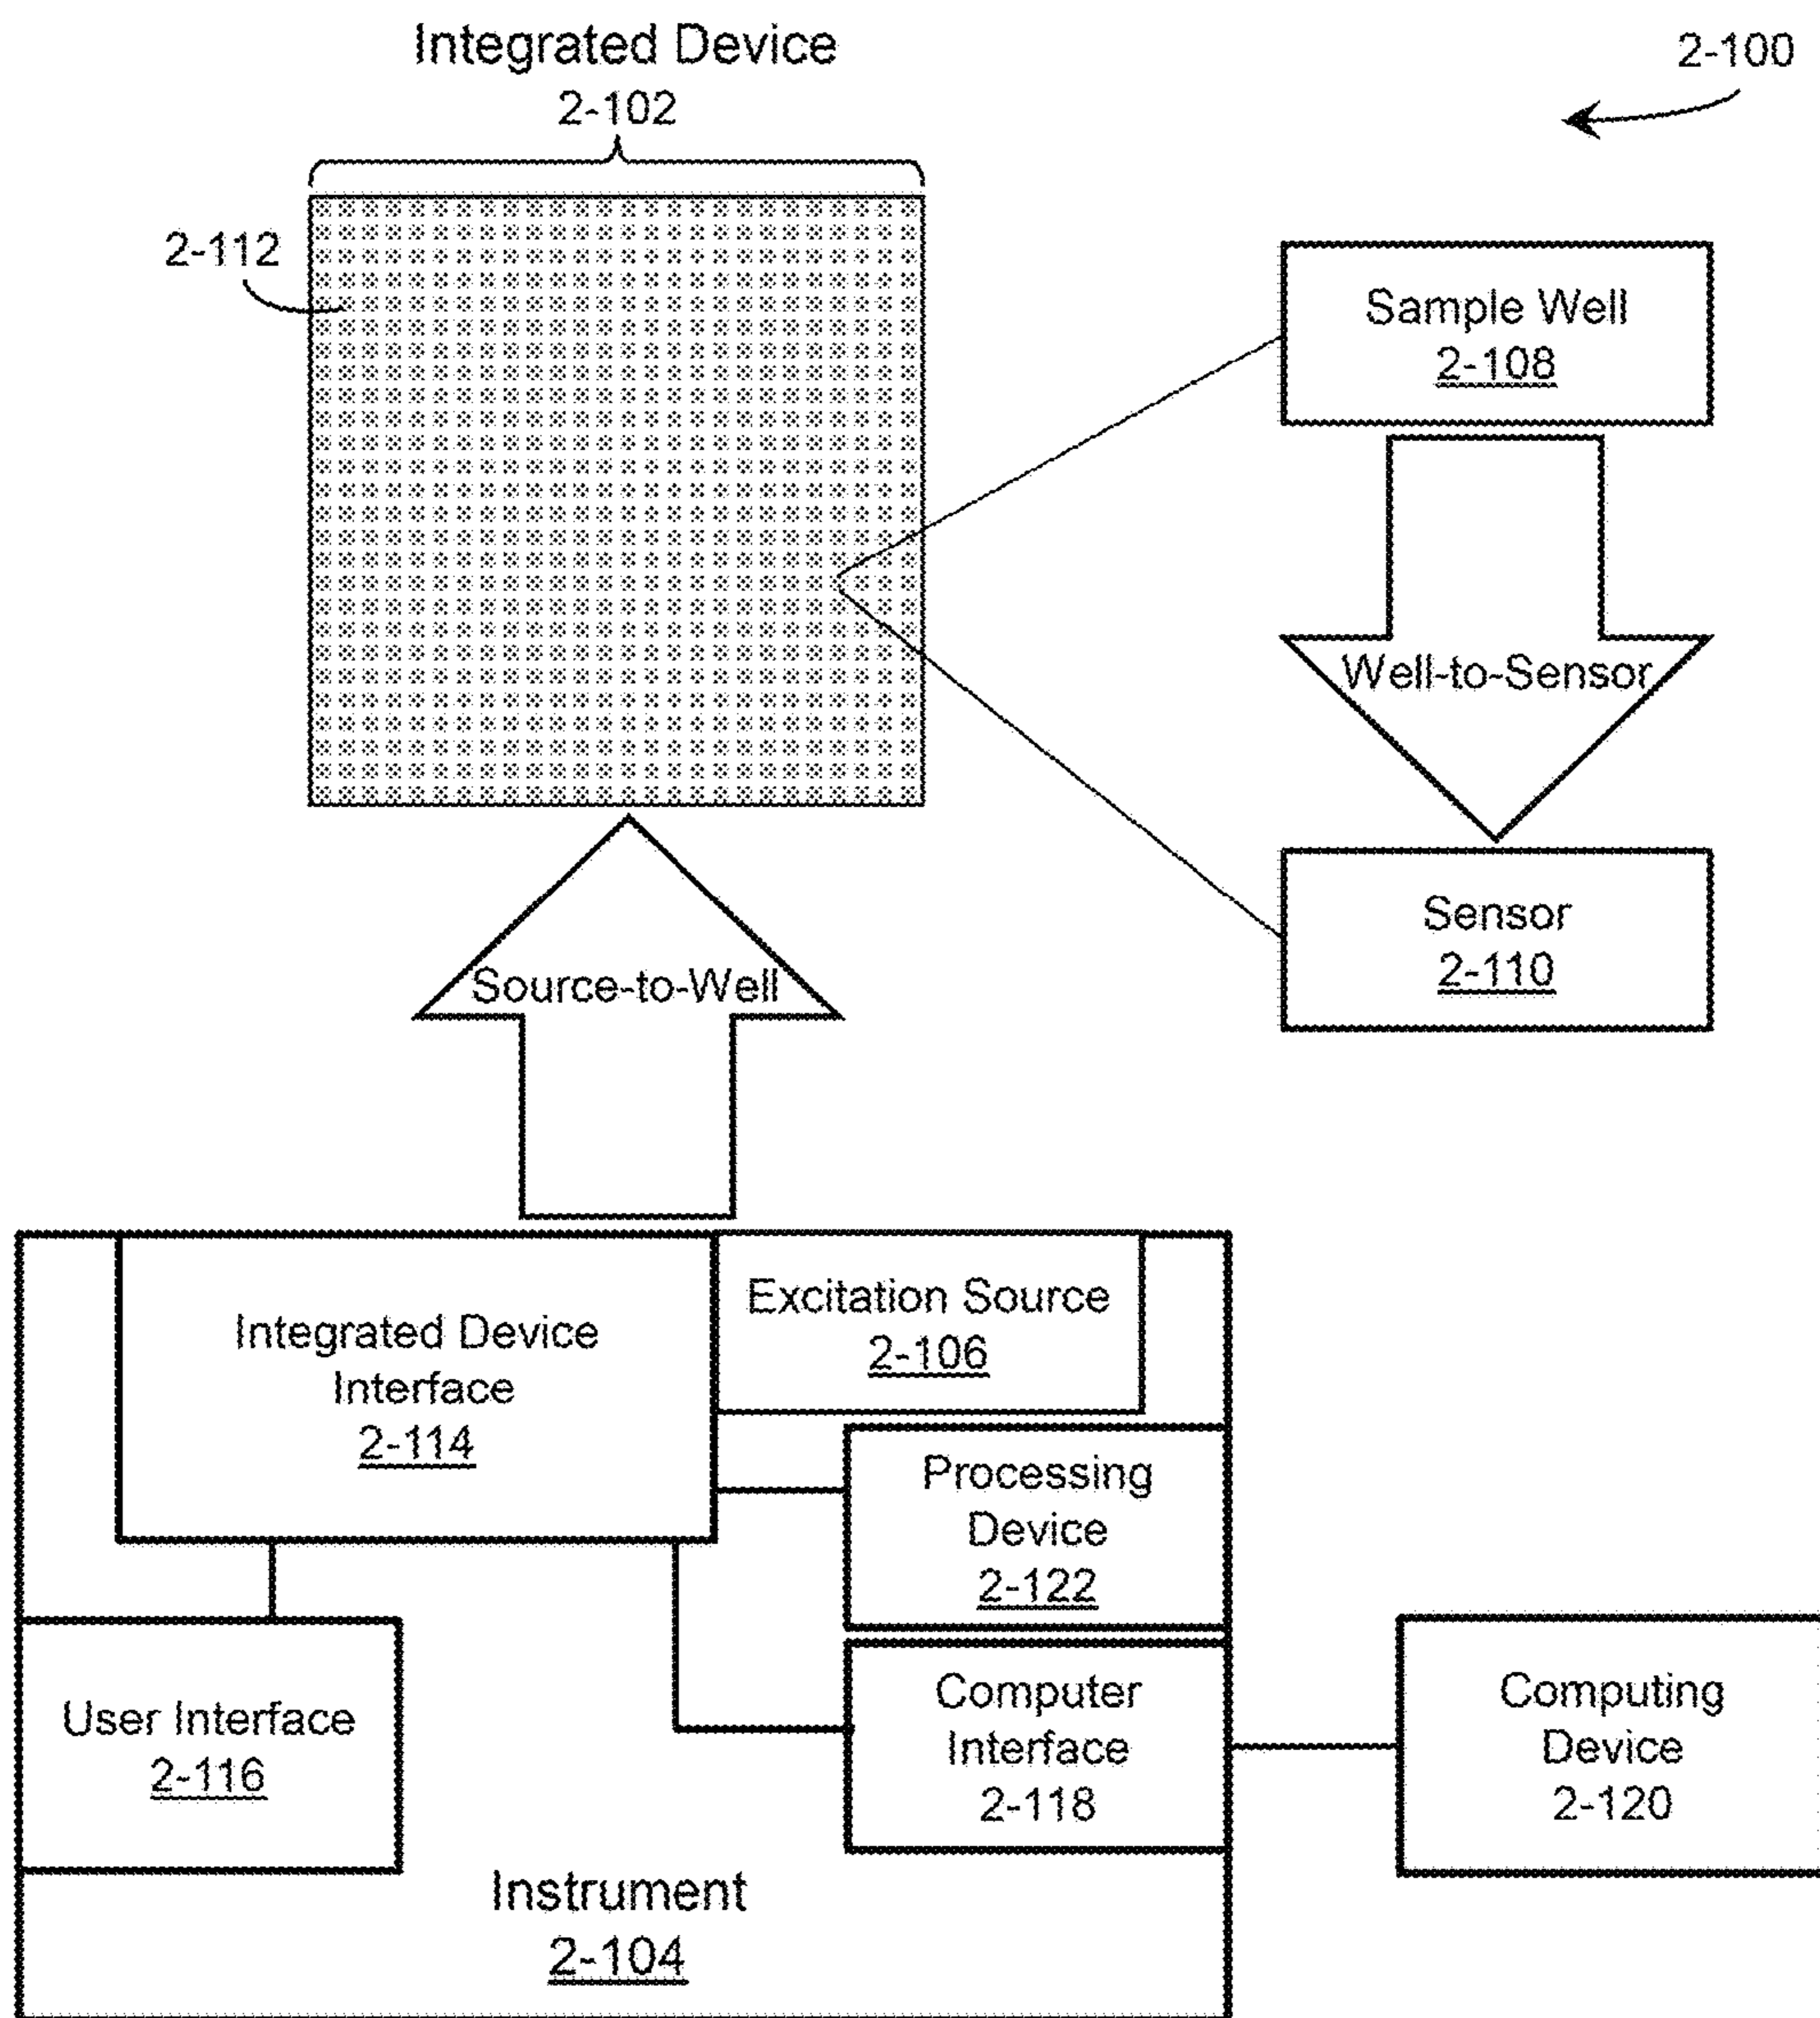 Integrated Device
2-102
2-100
2-112
Sample Well
2-108
Well-to-Sensor
Sensor
2-110
Source-to-Well
Integrated Device
Interface
2-114
Excitation Source
2-106
Processing
Device
2-122
User Interface
2-116
Computer
Interface
2-118
Computing
Device
2-120
Instrument
2-104